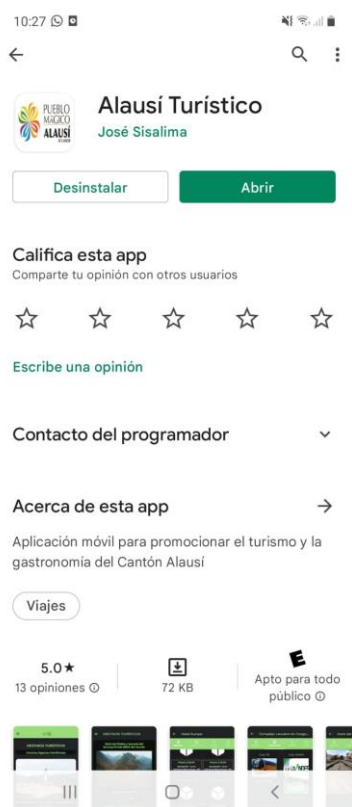 10:27
PUEBLO
MÁGICO
ALAUSÍ
Alausí Turístico
José Sisalima
Desinstalar
Abrir
Califica esta app
Comparte tu opinión con otros usuarios
Escribe una opinión
Contacto del programador
Acerca de esta app
Aplicación móvil para promocionar el turismo y la
gastronomía del Cantón Alausí
Viajes
5.0★
13 opiniones
72 KB
E
Apto para todo
público